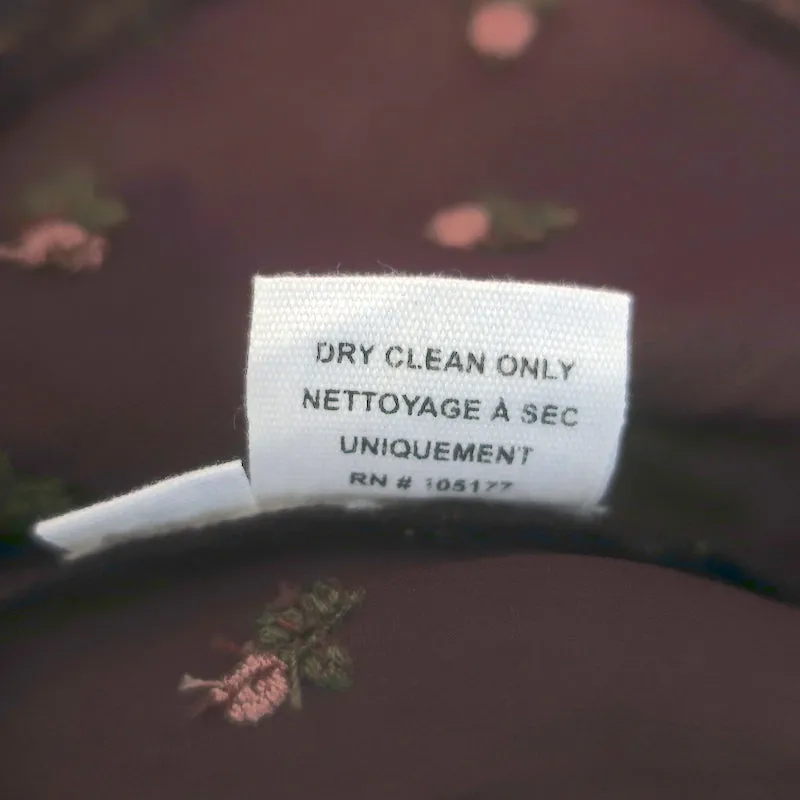 DRY CLEAN ONLY
NETTOYAGE À SEC
UNIQUEMENT
RN # 105177